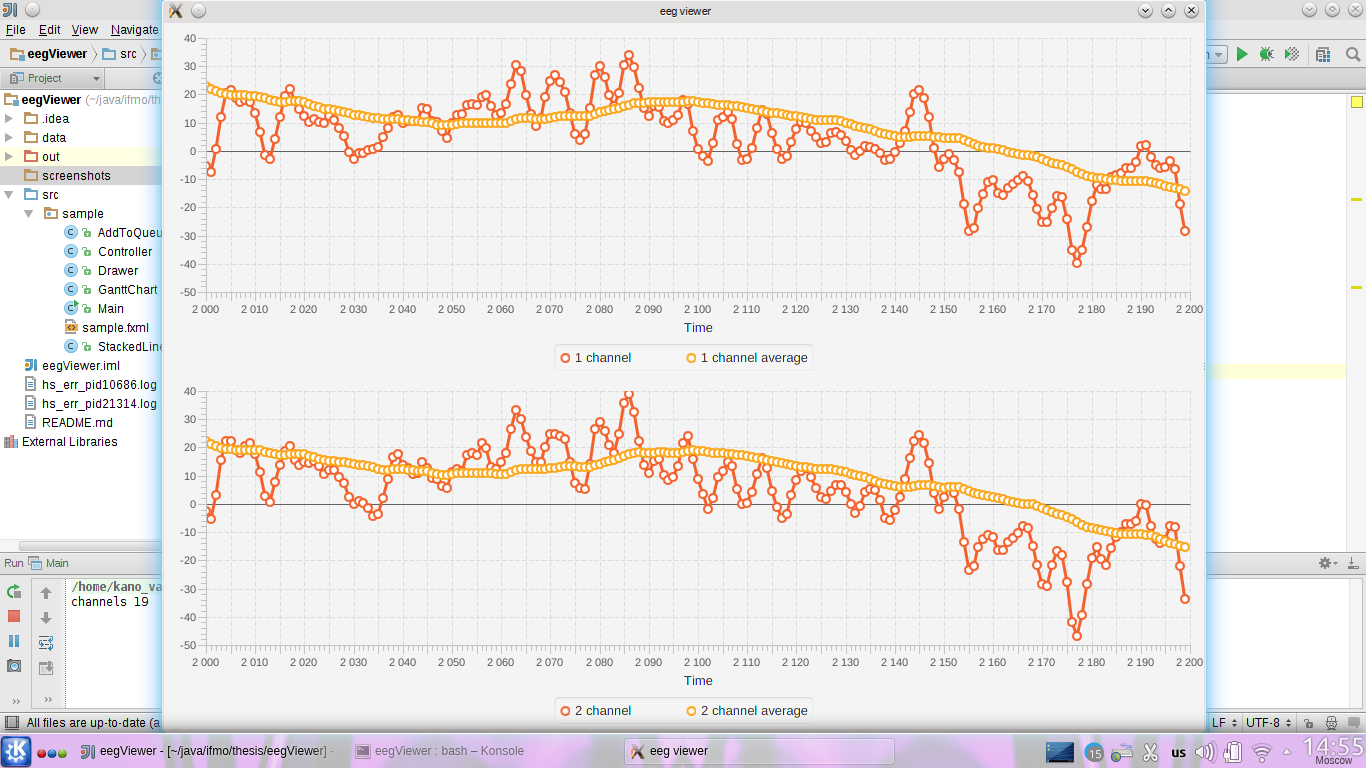 eeg viewer
File Edit View Navigate
eegViewer src
Project
eegViewer (~/java/ifmo/th
.idea
data
out
screenshots
src
sample
AddToQueu
Controller
Drawer
GanttChart
Main
sample.fxml
StackedLine
eegViewer.iml
hs_err_pid10686.log
hs_err_pid21314.log
README.md
External Libraries
40
30
20
10
0
-10
-20
-30
-40
-50
2 000 2 010 2 020 2 030 2 040 2 050 2 060 2 070 2 080 2 090 2 100 2 110 2 120 2 130 2 140 2 150 2 160 2 170 2 180 2 190 2 200
Time
1 channel 1 channel average
40
30
20
10
0
-10
-20
-30
-40
-50
2 000 2 010 2 020 2 030 2 040 2 050 2 060 2 070 2 080 2 090 2 100 2 110 2 120 2 130 2 140 2 150 2 160 2 170 2 180 2 190 2 200
Time
2 channel 2 channel average
Run Main
/home/kano_va
channels 19
All files are up-to-date (a
LF UTF-8
eegViewer - [~/java/ifmo/thesis/eegViewer] -
eegViewer : bash – Konsole
eeg viewer
15
us
14:55
Moscow